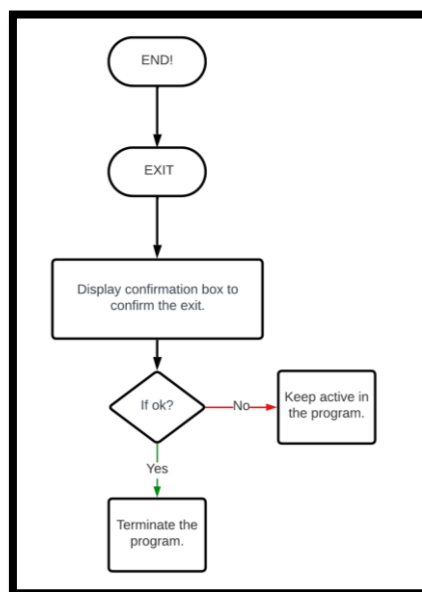 END!
EXIT
Display confirmation box to
confirm the exit.
If ok?
No
Keep active in
the program.
Yes
Terminate the
program.